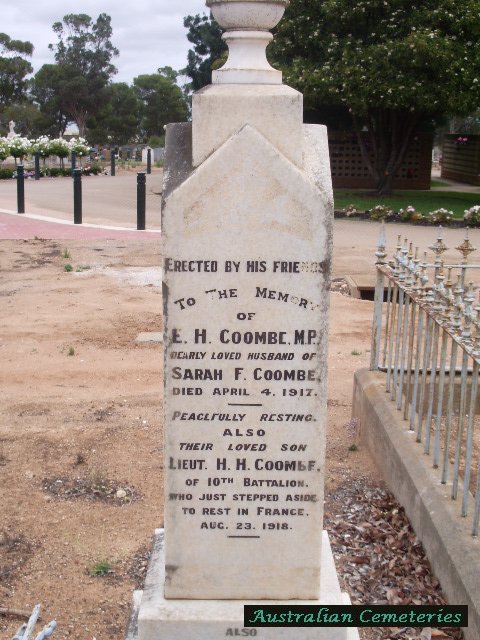 ERECTED BY HIS FRIENDS
TO THE MEMORY
OF
E. H. COOMBE, M.P.
DEARLY LOVED HUSBAND OF
SARAH F. COOMBE,
DIED APRIL 4, 1917.
PEACEFULLY RESTING.
ALSO
THEIR LOVED SON
LIEUT. H. H. COOMBE,
OF 10TH BATTALION.
WHO JUST STEPPED ASIDE
TO REST IN FRANCE.
AUG. 23. 1918.
ALSO
Australian Cemeteries